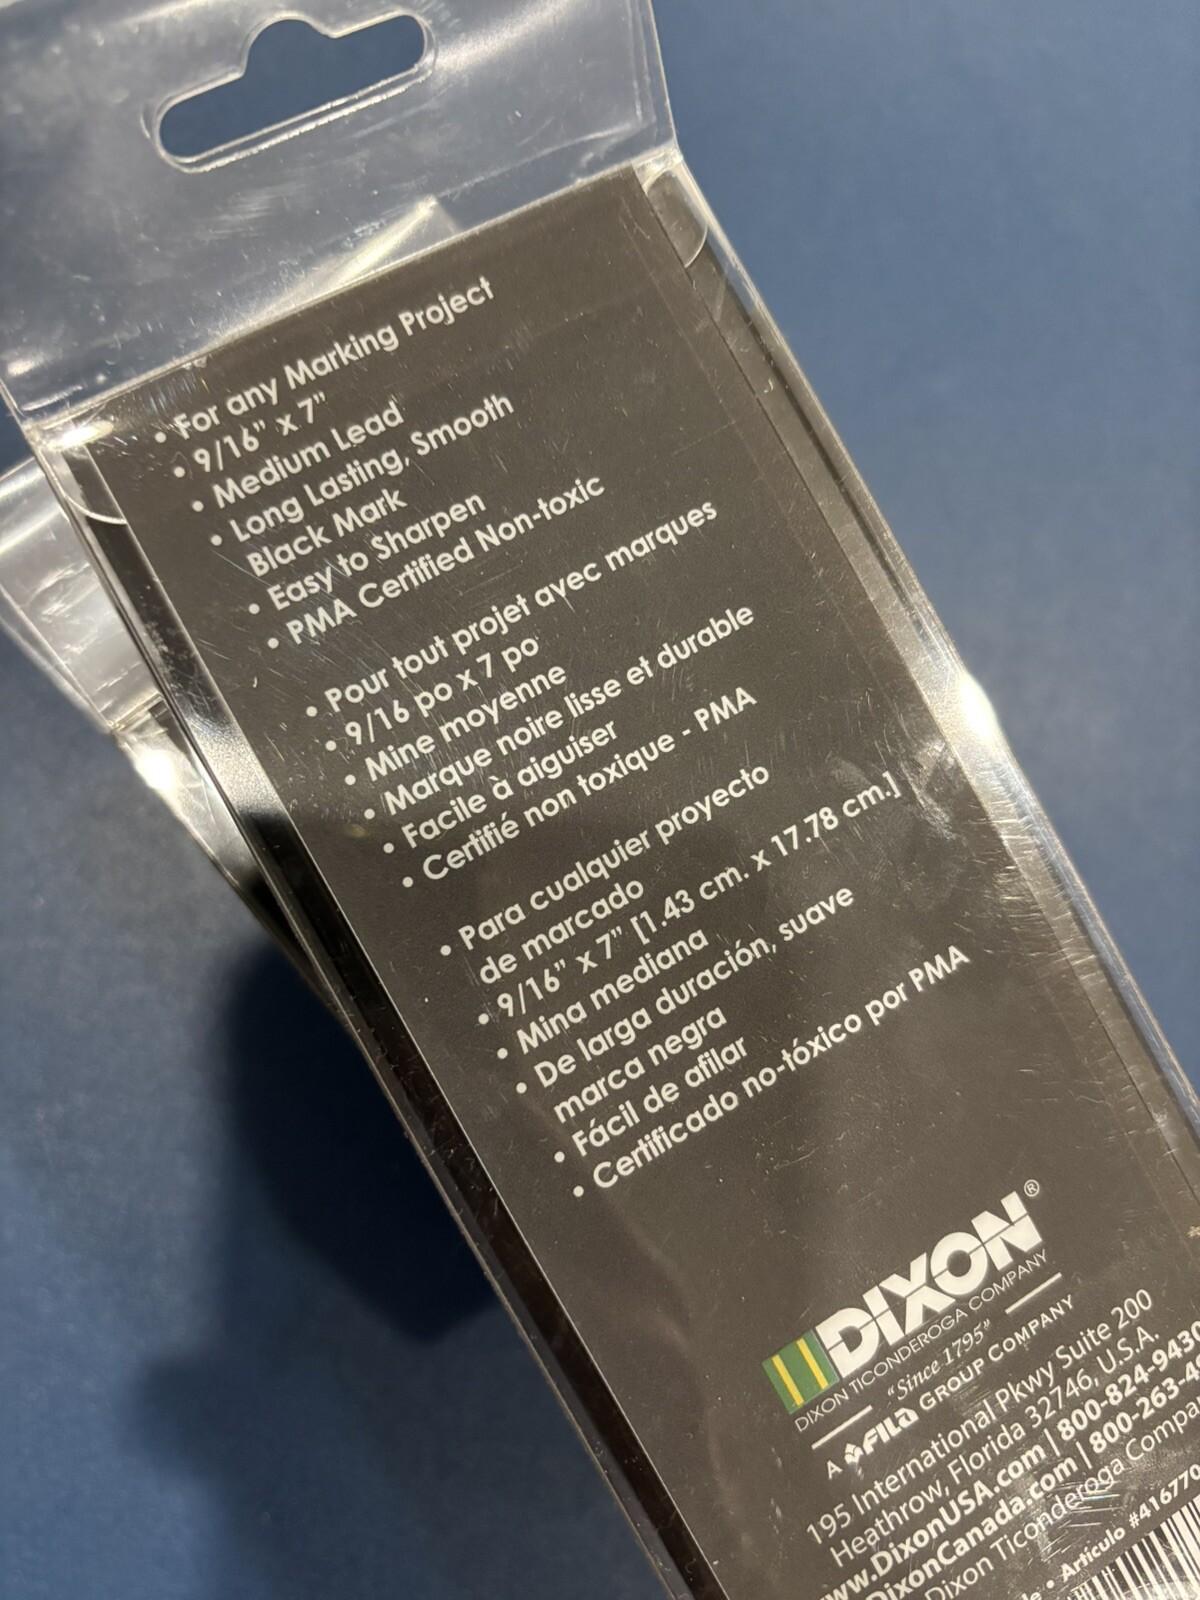 • For any Marking Project
• 9/16" x 7"
• Medium Lead
• Long Lasting, Smooth
Black Mark
• Easy to Sharpen
• PMA Certified Non-toxic
• Pour tout projet avec marques
• 9/16 po x 7 po
• Mine moyenne
• Marque noire lisse et durable
• Facile à aiguiser
• Certifié non toxique - PMA
• Para cualquier proyecto
de marcado
• 9/16" x 7" [1.43 cm. x 17.78 cm.]
• Mina mediana
• De larga duración, suave
marca negra
• Fácil de afilar
• Certificado no-tóxico por PMA
DIXON®
DIXON TICONDEROGA COMPANY
"Since 1795"
A FILA GROUP COMPANY
195 International Pkwy Suite 200
Heathrow, Florida 32746, U.S.A.
www.DixonUSA.com | 800-824-9430
DixonCanada.com | 800-263-4
Dixon Ticonderoga
• Artículo #416770